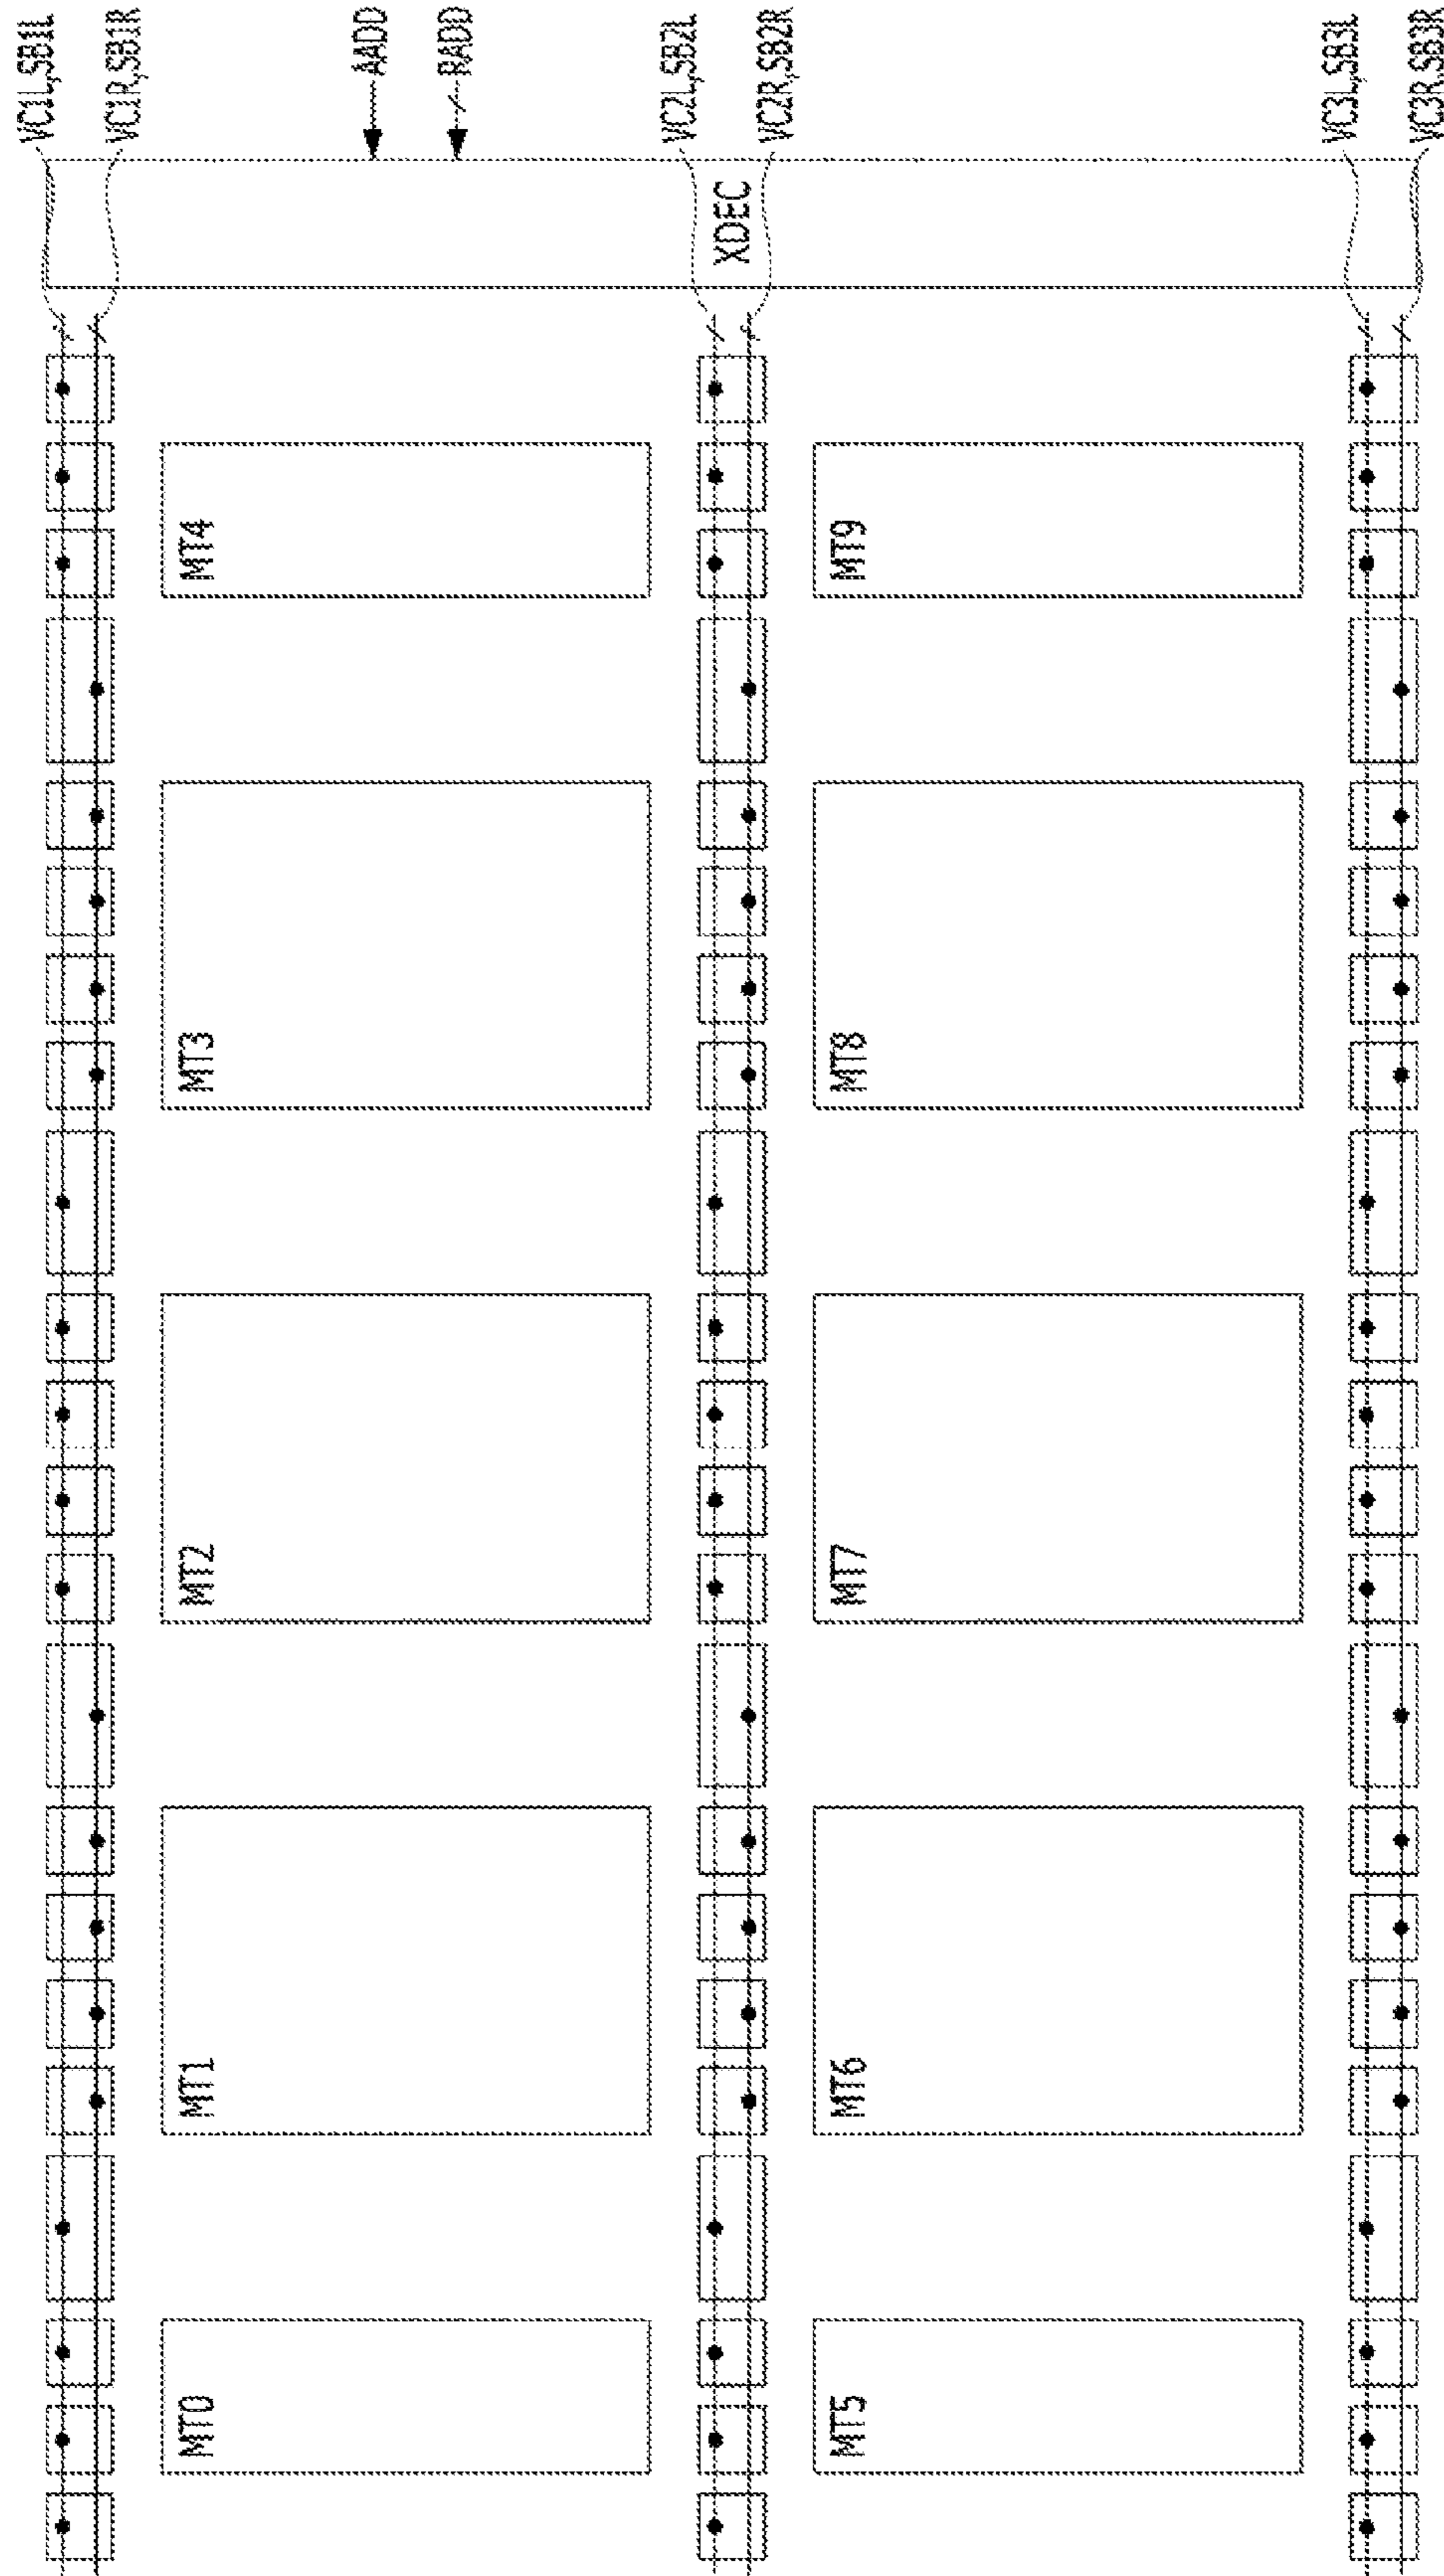 VC1L,SB1L
VC1R,SB1R
AADD
RADD
VC2L,SB2L
VC2R,SB2R
VC3L,SB3L
VC3R,SB3R
XDEC
MT4
MT9
MT3
MT8
MT2
MT7
MT1
MT6
MT0
MT5